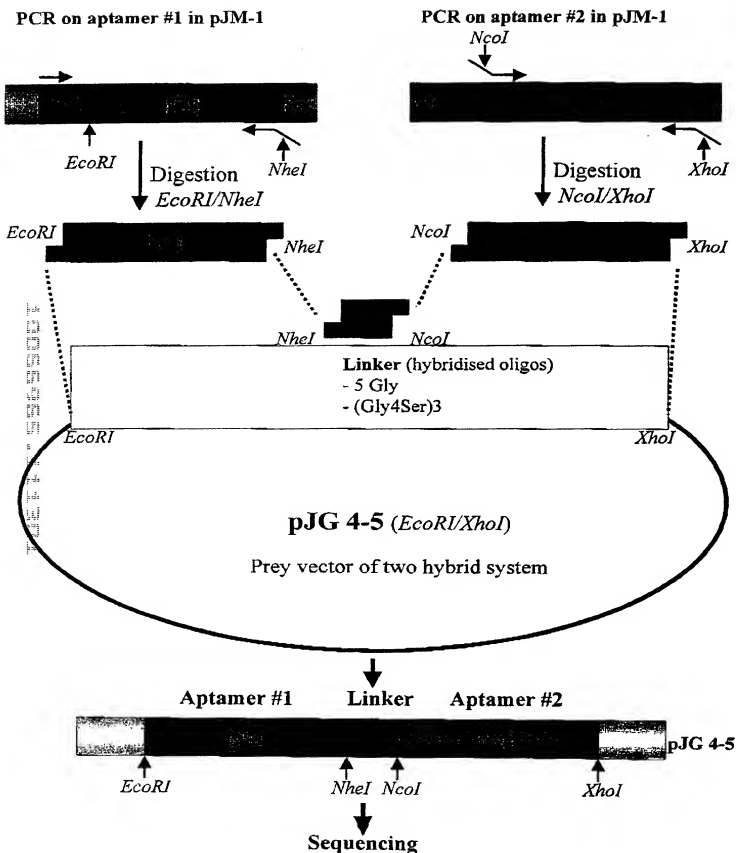 PCR on aptamer #1 in pJM-1
PCR on aptamer #2 in pJM-1
NcoI
EcoRI
NheI
XhoI
Digestion
EcoRI/NheI
Digestion
NcoI/XhoI
EcoRI
NheI
NcoI
XhoI
NheI
NcoI
Linker (hybridised oligos)
- 5 Gly
- (Gly4Ser)3
EcoRI
XhoI
pJG 4-5 (EcoRI/XhoI)
Prey vector of two hybrid system
Aptamer #1
Linker
Aptamer #2
pJG 4-5
EcoRI
NheI
NcoI
XhoI
Sequencing